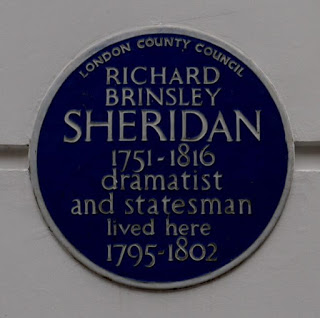 LONDON COUNTY COUNCIL
RICHARD
BRINSLEY
SHERIDAN
1751-1816
dramatist
and statesman
lived here
1795-1802